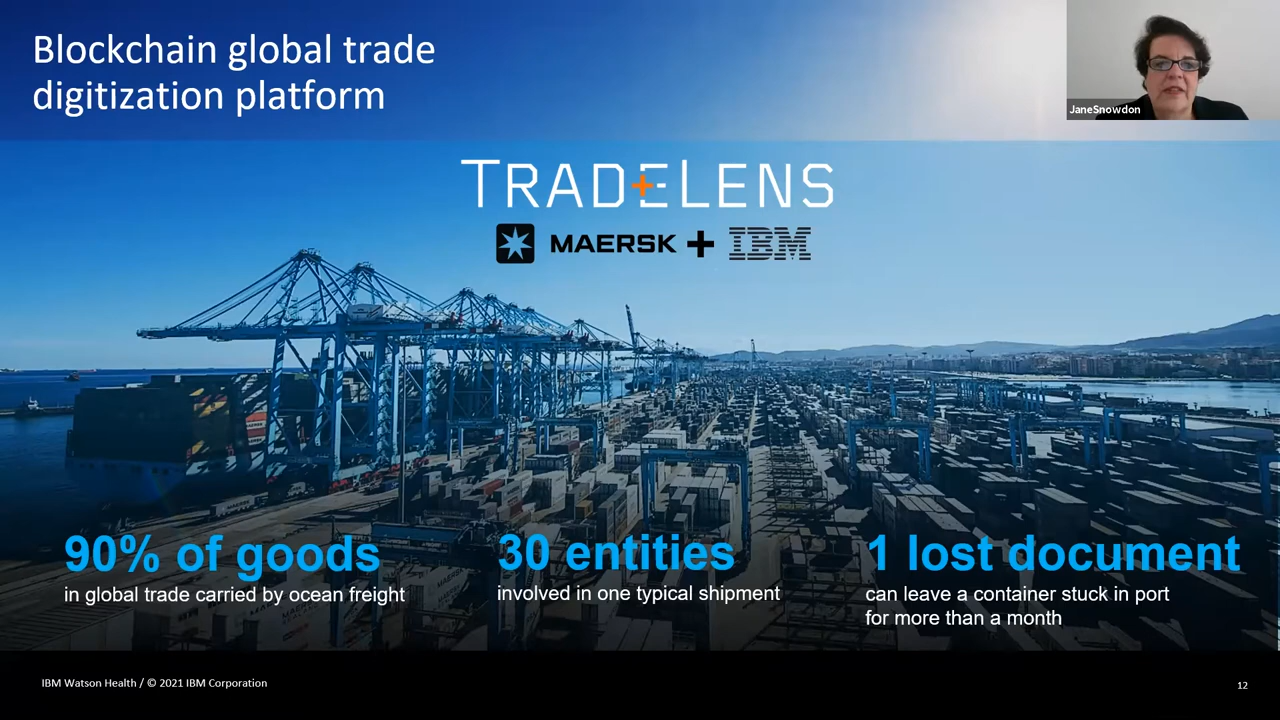 Blockchain global trade
digitization platform
JaneSnowdon
TRADELENS
MAERSK + IBM
MAERSK
90% of goods
in global trade carried by ocean freight
30 entities
involved in one typical shipment
1 lost document
can leave a container stuck in port
for more than a month
IBM Watson Health / © 2021 IBM Corporation
12